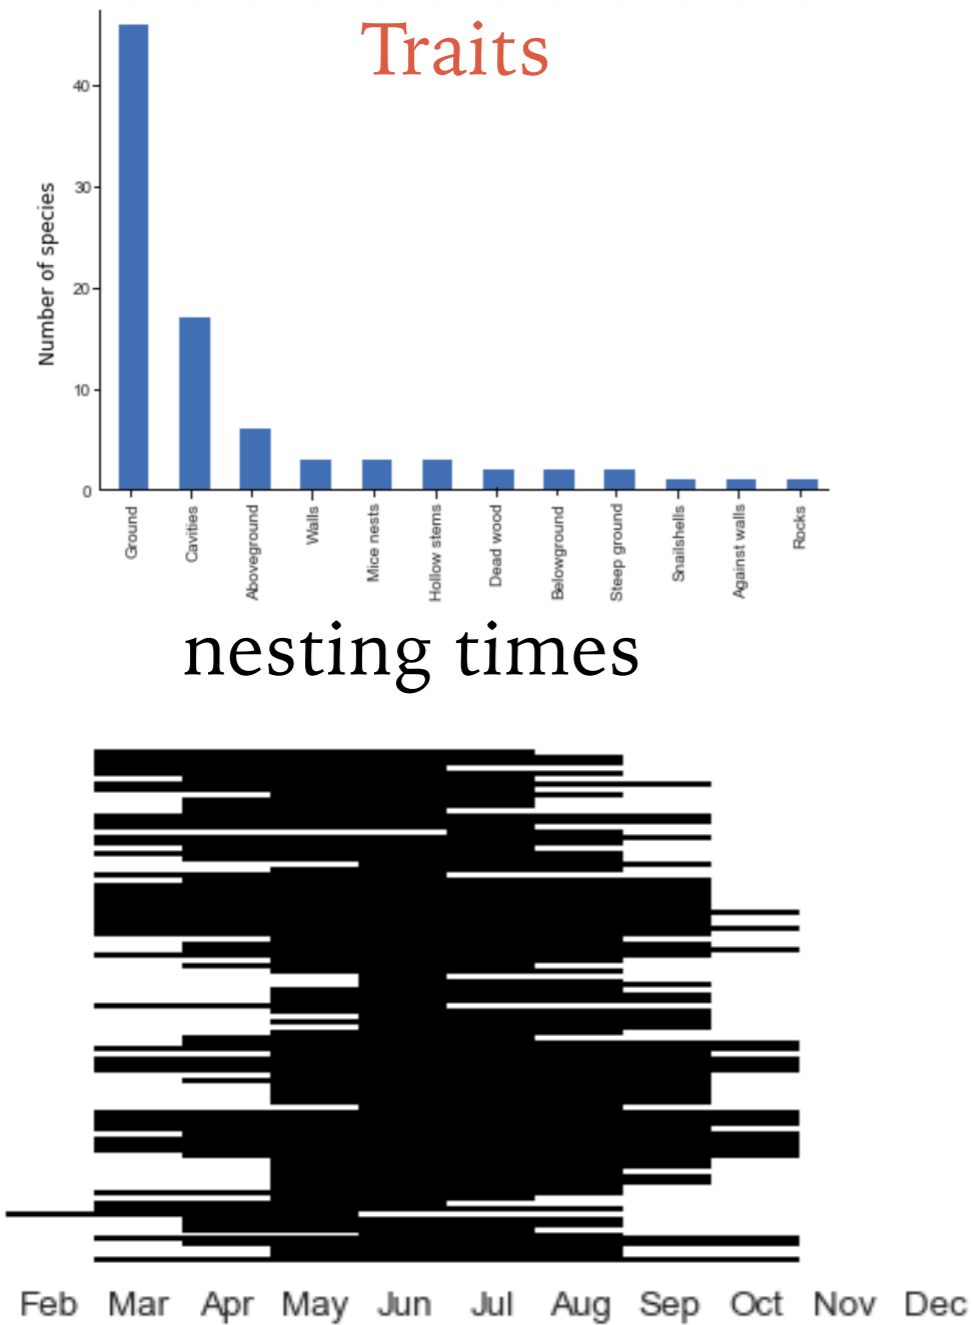 Traits
Number of species
40
30
20
10
0
Ground
Cavities
Aboveground
Walls
Mice nests
Hollow stems
Dead wood
Belowground
Steep ground
Snailshells
Against walls
Rocks
nesting times
Feb Mar Apr May Jun Jul Aug Sep Oct Nov Dec